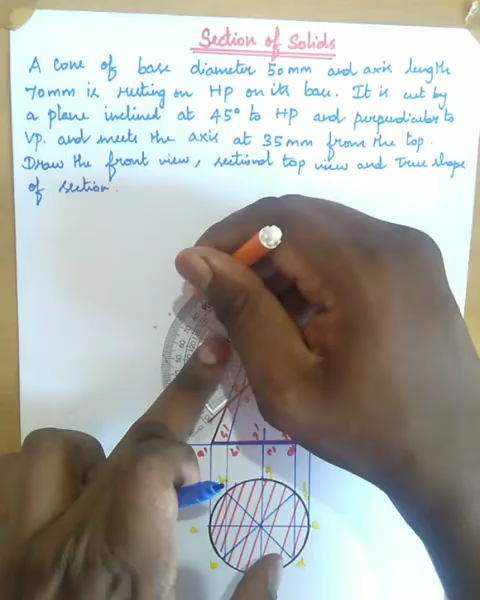 Section of Solids
A cone of base diameter 50mm and axis length
70mm is resting on HP on its base. It is cut by
a plane inclined at 45° to HP and perpendicular to
VP. and meets the axis at 35mm from the top.
Draw the front view, sectional top view and True shape
of section.
a' b' c'